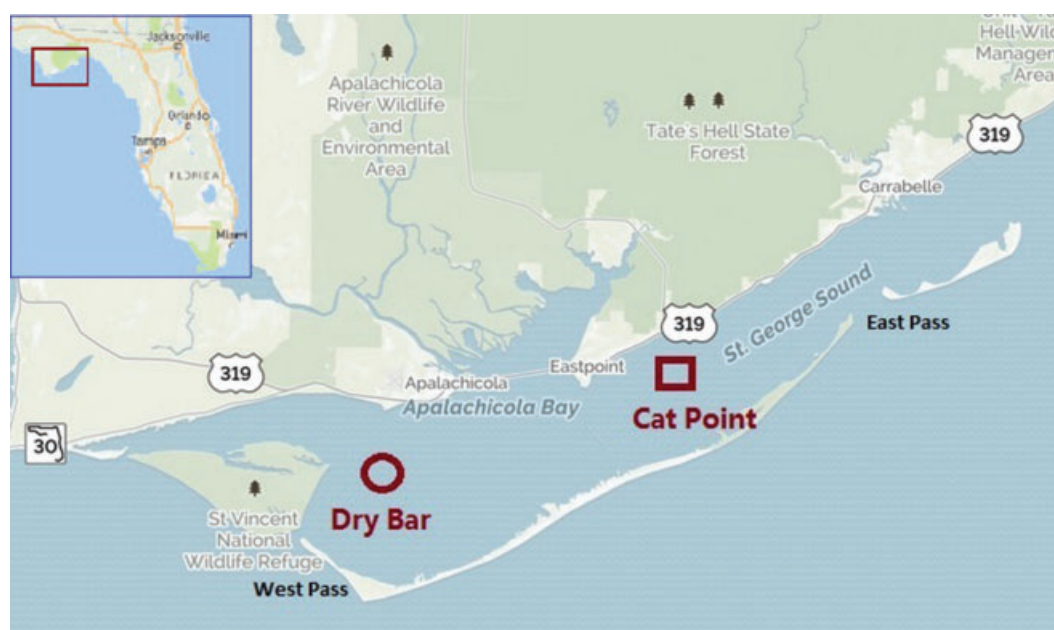 Jacksonville
Orlando
Tampa
FLORIDA
Miami
Apalachicola
River Wildlife
and
Environmental
Area
Tate's Hell State
Forest
Hell Wild
Managem
Area
319
Carrabelle
St. George Sound
East Pass
319
Eastpoint
319
Apalachicola
Apalachicola Bay
Cat Point
30
Dry Bar
St Vincent
National
Wildlife Refuge
West Pass